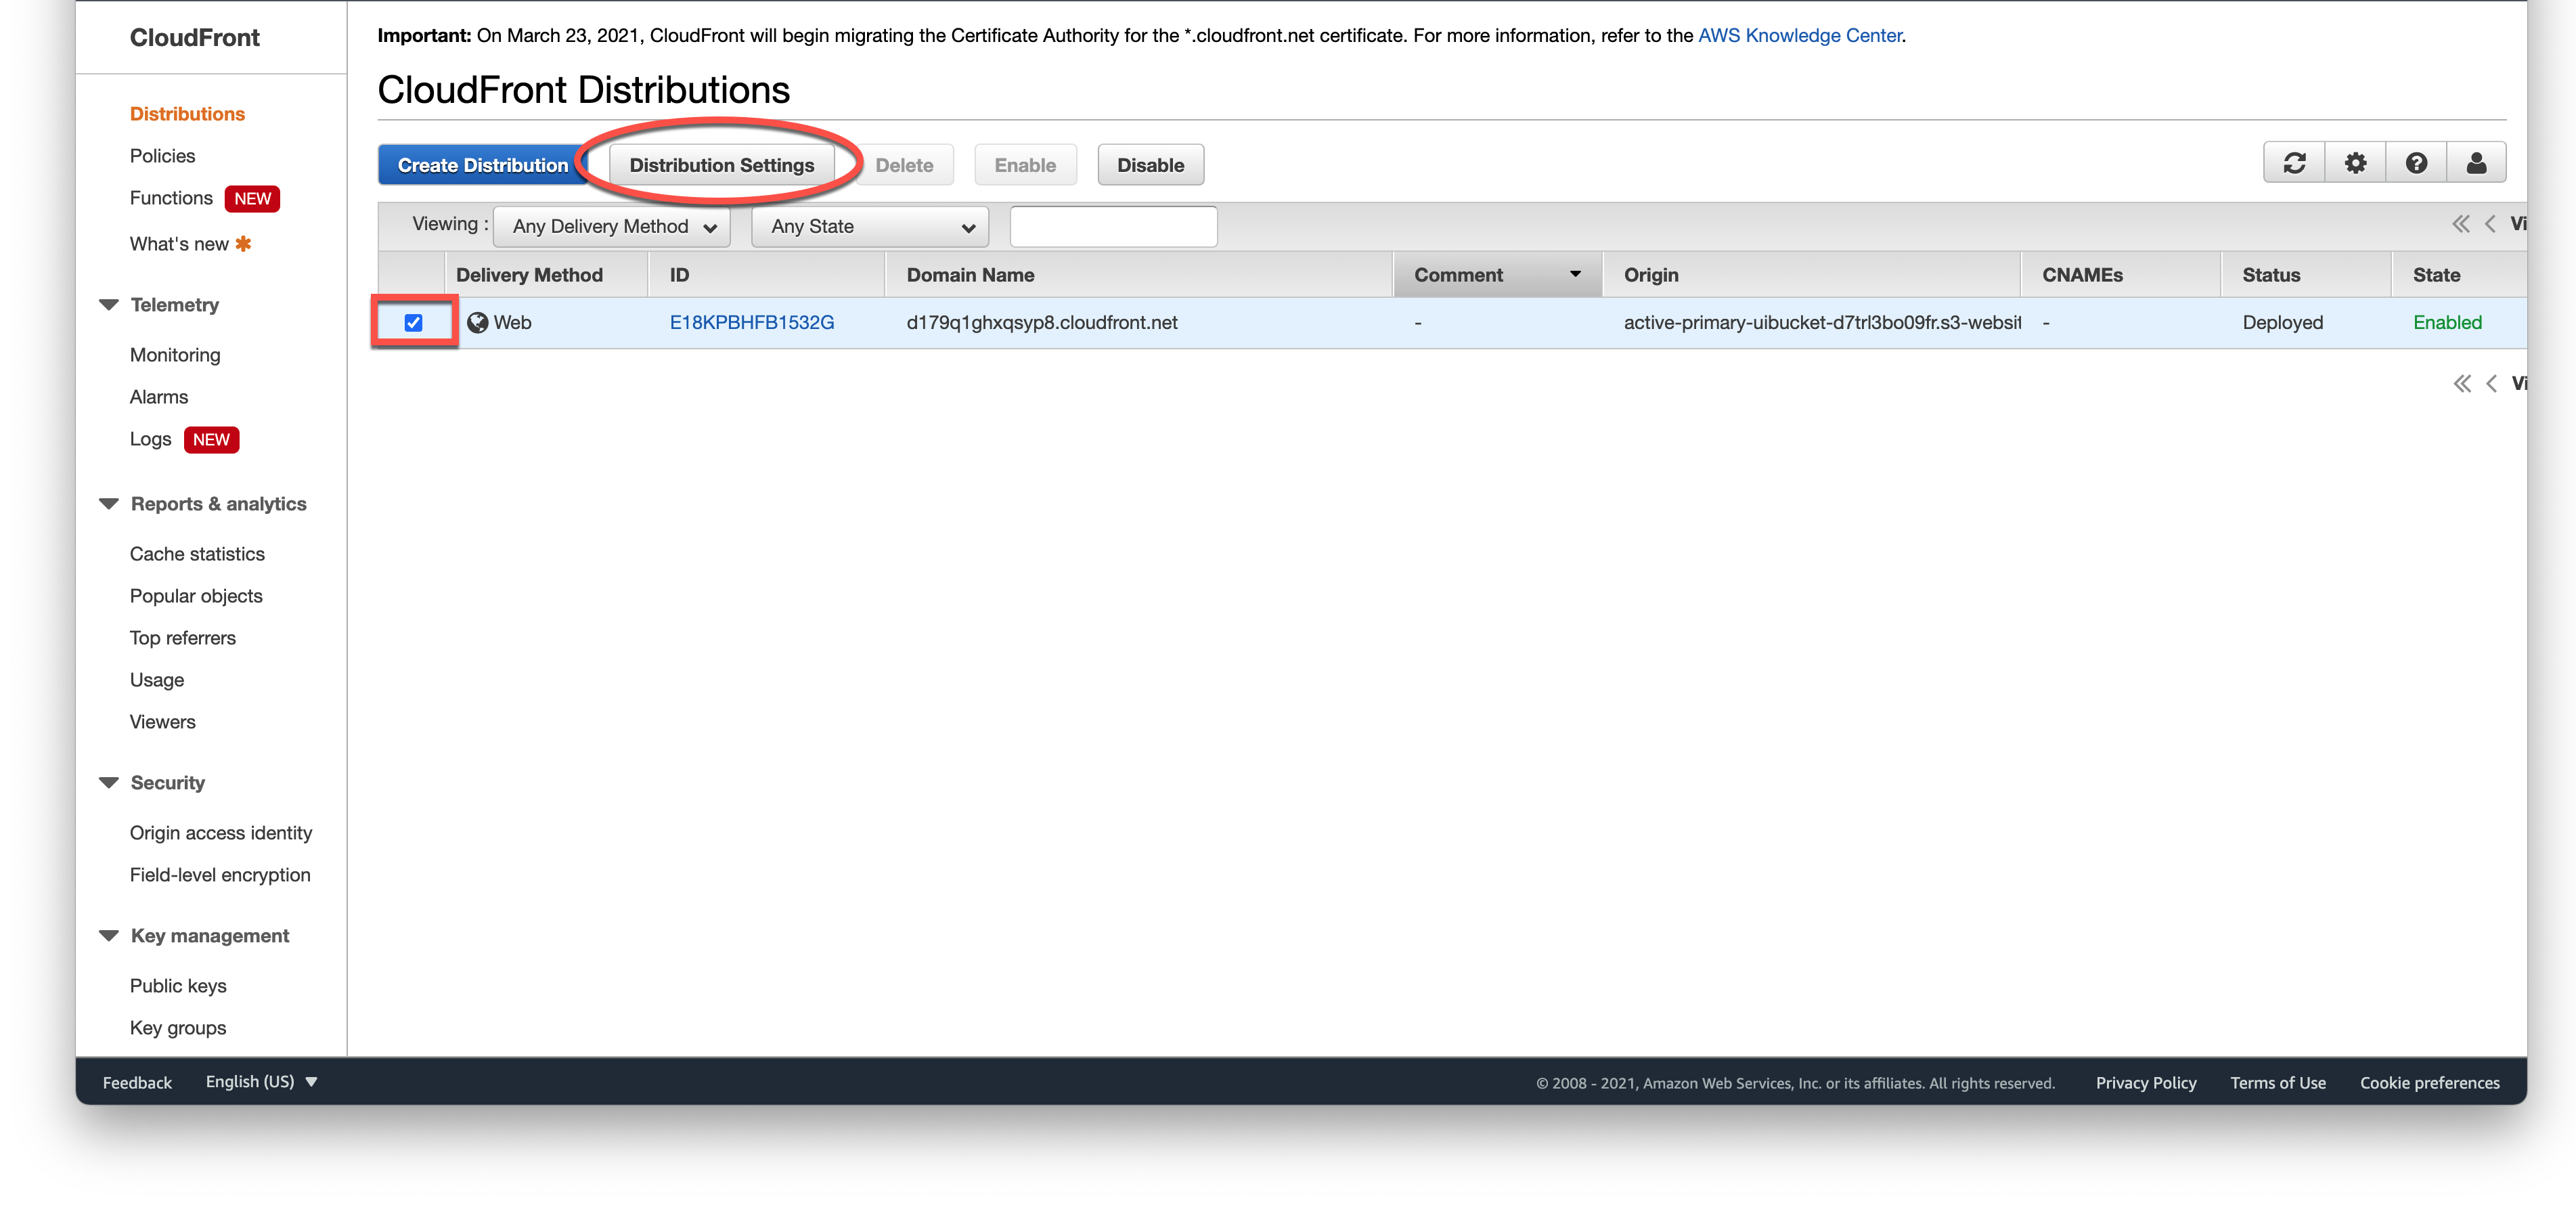 CloudFront
Distributions
Policies
Functions NEW
What's new
Telemetry
Monitoring
Alarms
Logs NEW
Reports & analytics
Cache statistics
Popular objects
Top referrers
Usage
Viewers
Security
Origin access identity
Field-level encryption
Key management
Public keys
Key groups
Important: On March 23, 2021, CloudFront will begin migrating the Certificate Authority for the *.cloudfront.net certificate. For more information, refer to the AWS Knowledge Center.
CloudFront Distributions
Create Distribution Distribution Settings Delete Enable Disable
Viewing : Any Delivery Method Any State Vi
Delivery Method ID Domain Name Comment Origin CNAMEs Status State
Web E18KPBHFB1532G d179q1ghxqsyp8.cloudfront.net - active-primary-uibucket-d7trl3bo09fr.s3-websit - Deployed Enabled
Vi
Feedback English (US) © 2008 - 2021, Amazon Web Services, Inc. or its affiliates. All rights reserved. Privacy Policy Terms of Use Cookie preferences